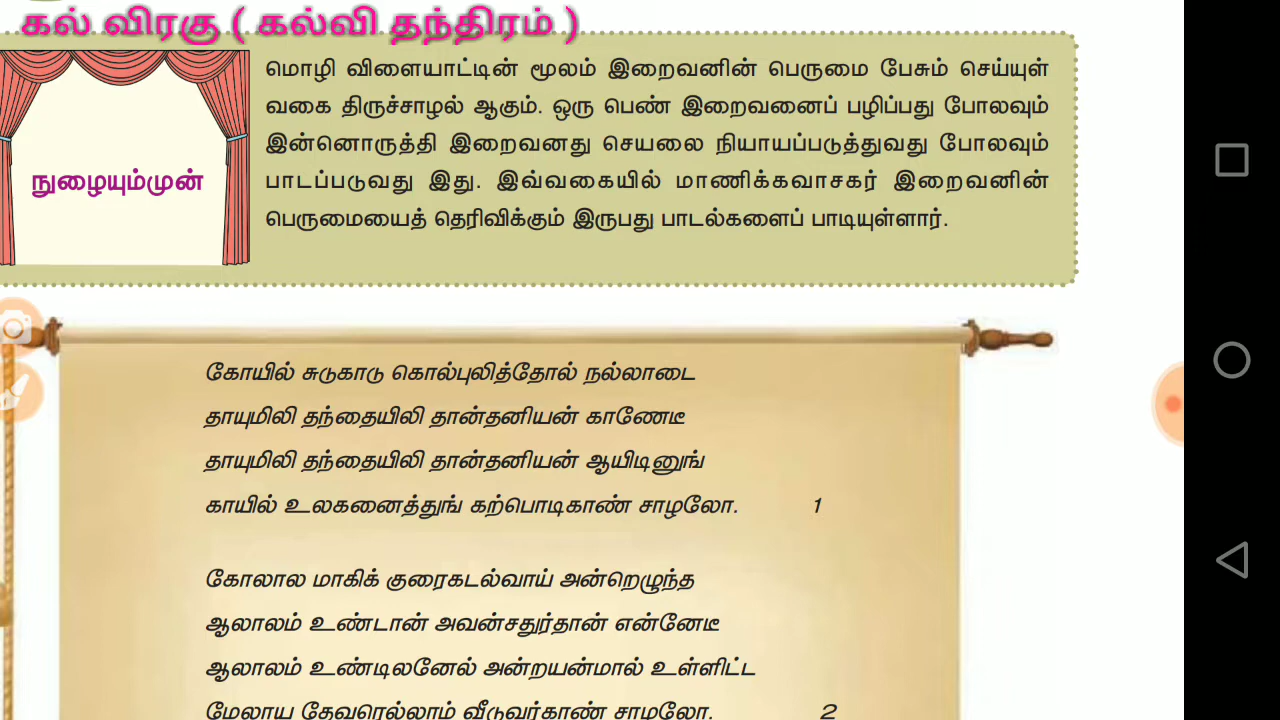 கல் விரகு ( கல்வி தந்திரம் )
நுழையும்முன்
மொழி விளையாட்டின் மூலம் இறைவனின் பெருமை பேசும் செய்யுள்
வகை திருச்சாழல் ஆகும். ஒரு பெண் இறைவனைப் பழிப்பது போலவும்
இன்னொருத்தி இறைவனது செயலை நியாயப்படுத்துவது போலவும்
பாடப்படுவது இது. இவ்வகையில் மாணிக்கவாசகர் இறைவனின்
பெருமையைத் தெரிவிக்கும் இருபது பாடல்களைப் பாடியுள்ளார்.
கோயில் சுடுகாடு கொல்புலித்தோல் நல்லாடை
தாயுமிலி தந்தையிலி தான்தனியன் காணேடீ
தாயுமிலி தந்தையிலி தான்தனியன் ஆயிடினுங்
காயில் உலகனைத்துங் கற்பொடிகாண் சாழலோ. 1
கோலால மாகிக் குரைகடல்வாய் அன்றெழுந்த
ஆலாலம் உண்டான் அவன்சதுர்தான் என்னேடீ
ஆலாலம் உண்டிலனேல் அன்றயன்மால் உள்ளிட்ட
மேலாய தேவரெல்லாம் வீடுவர்காண் சாழலோ. 2